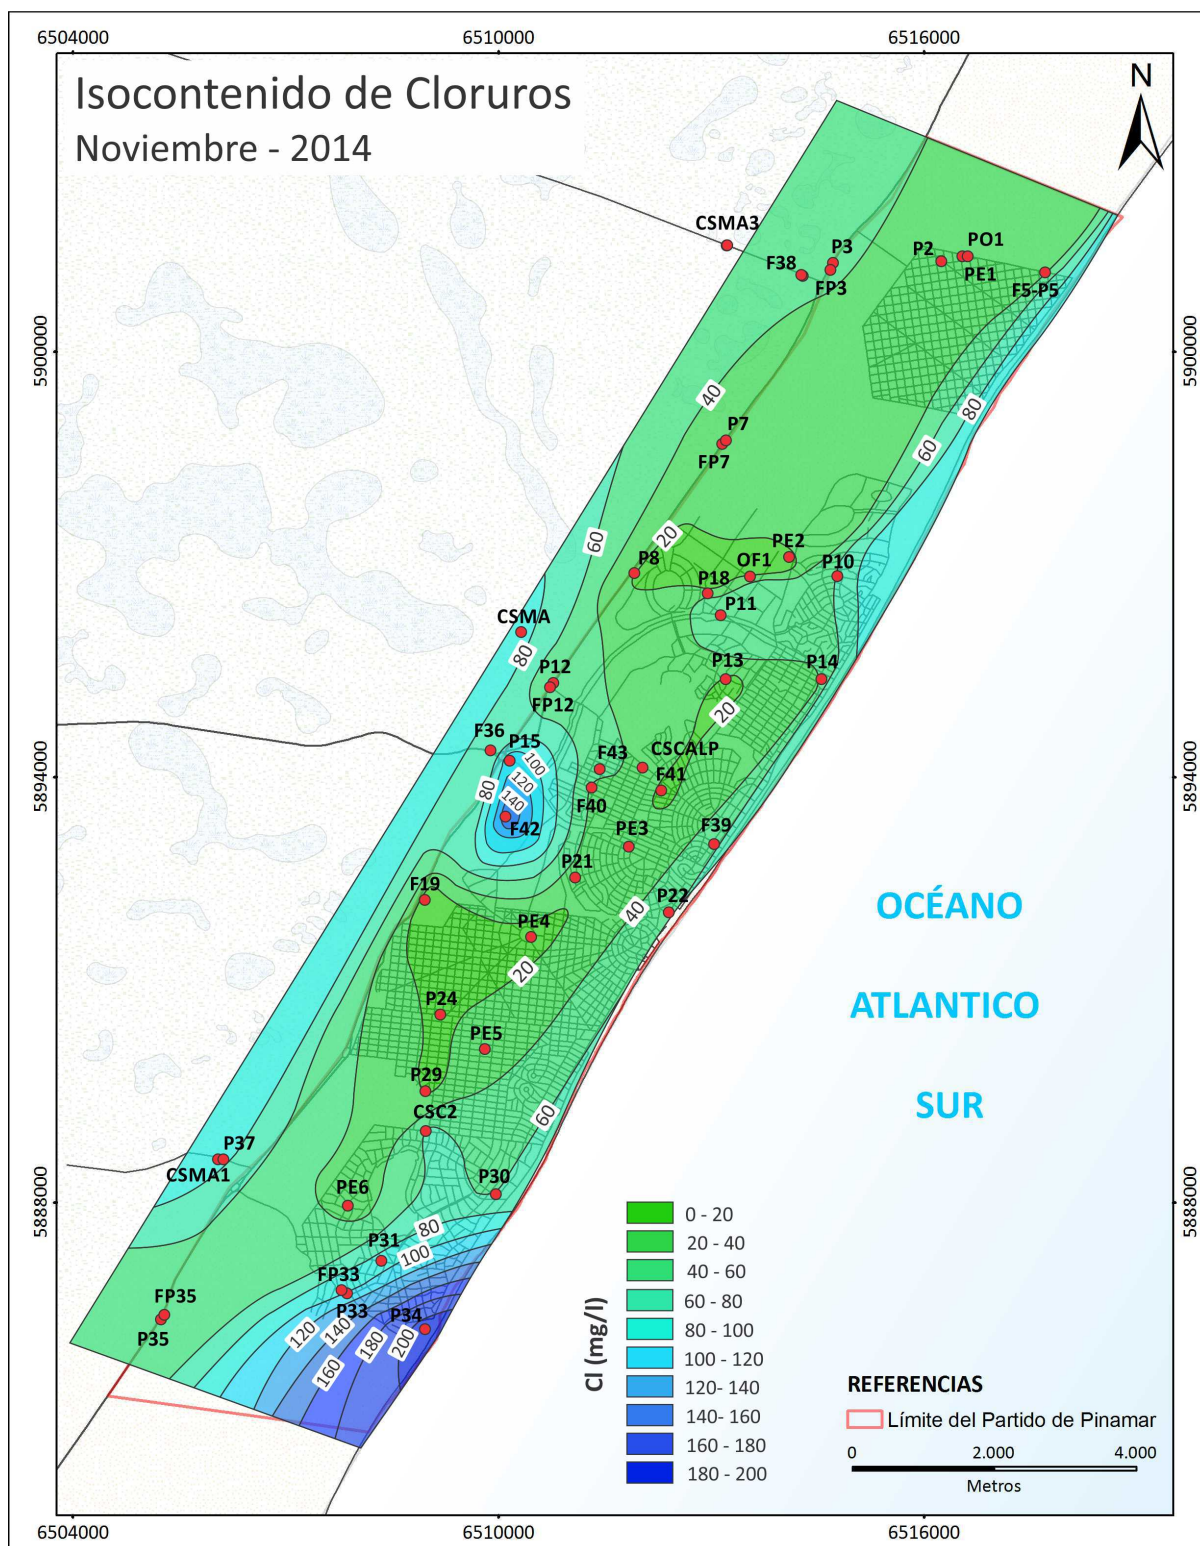 6504000
6510000
6516000
Isocontenido de Cloruros
Noviembre - 2014
N
CSMA3
P3
F38
FP3
P2
PO1
PE1
F5-P5
5900000
5900000
40
80
60
P7
FP7
60
20
P8
PE2
OF1
P18
P10
P11
CSMA
80
P12
FP12
P13
P14
20
F36
P15
100
120
140
80
F42
F43
CSCALP
F41
F40
5894000
5894000
PE3
F39
P21
F19
P22
40
PE4
20
OCÉANO
ATLANTICO
SUR
P24
PE5
P29
CSC2
60
P37
CSMA1
PE6
P30
5888000
5888000
80
100
P31
FP33
P33
P34
FP35
P35
120
140
160
180
200
Cl (mg/l)
0 - 20
20 - 40
40 - 60
60 - 80
80 - 100
100 - 120
120- 140
140- 160
160 - 180
180 - 200
REFERENCIAS
Límite del Partido de Pinamar
0 2.000 4.000
Metros
6504000
6510000
6516000